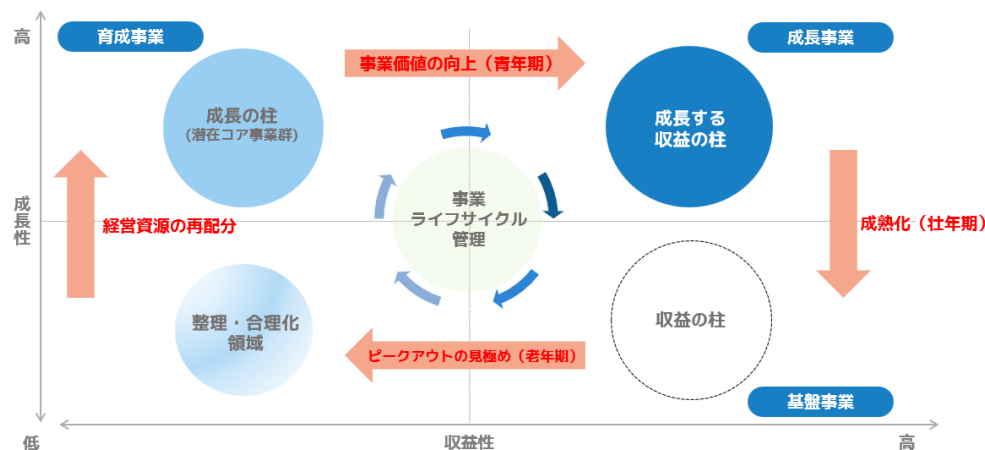 高
育成事業
成長事業
事業価値の向上（青年期）
成長の柱
(潜在コア事業群)
成長する
収益の柱
事業
ライフサイクル
管理
成長性
経営資源の再配分
成熟化（壮年期）
整理・合理化
領域
収益の柱
ピークアウトの見極め（老年期）
基盤事業
低
収益性
高